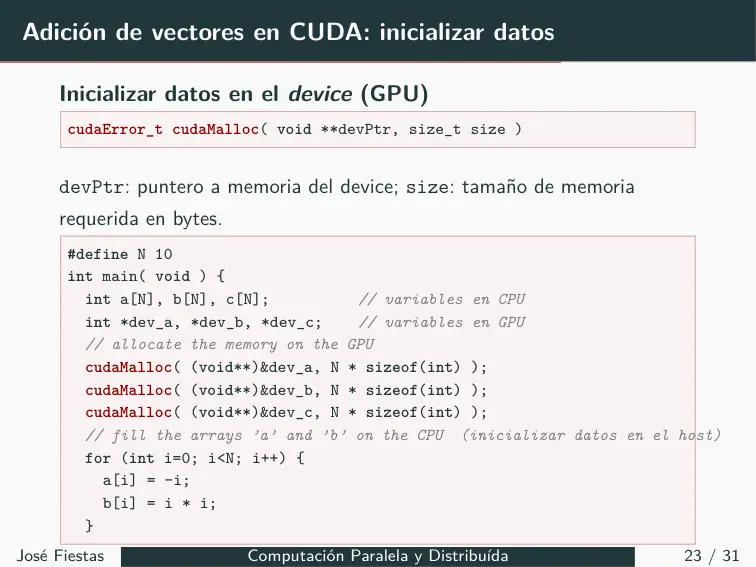 Adición de vectores en CUDA: inicializar datos
Inicializar datos en el device (GPU)
cudaError_t cudaMalloc( void **devPtr, size_t size )
devPtr: puntero a memoria del device; size: tamaño de memoria
requerida en bytes.
#define N 10
int main( void ) {
  int a[N], b[N], c[N];          // variables en CPU
  int *dev_a, *dev_b, *dev_c;    // variables en GPU
  // allocate the memory on the GPU
  cudaMalloc( (void**)&dev_a, N * sizeof(int) );
  cudaMalloc( (void**)&dev_b, N * sizeof(int) );
  cudaMalloc( (void**)&dev_c, N * sizeof(int) );
  // fill the arrays ’a’ and ’b’ on the CPU  (inicializar datos en el host)
  for (int i=0; i<N; i++) {
    a[i] = -i;
    b[i] = i * i;
  }
José Fiestas
Computación Paralela y Distribuída
23 / 31